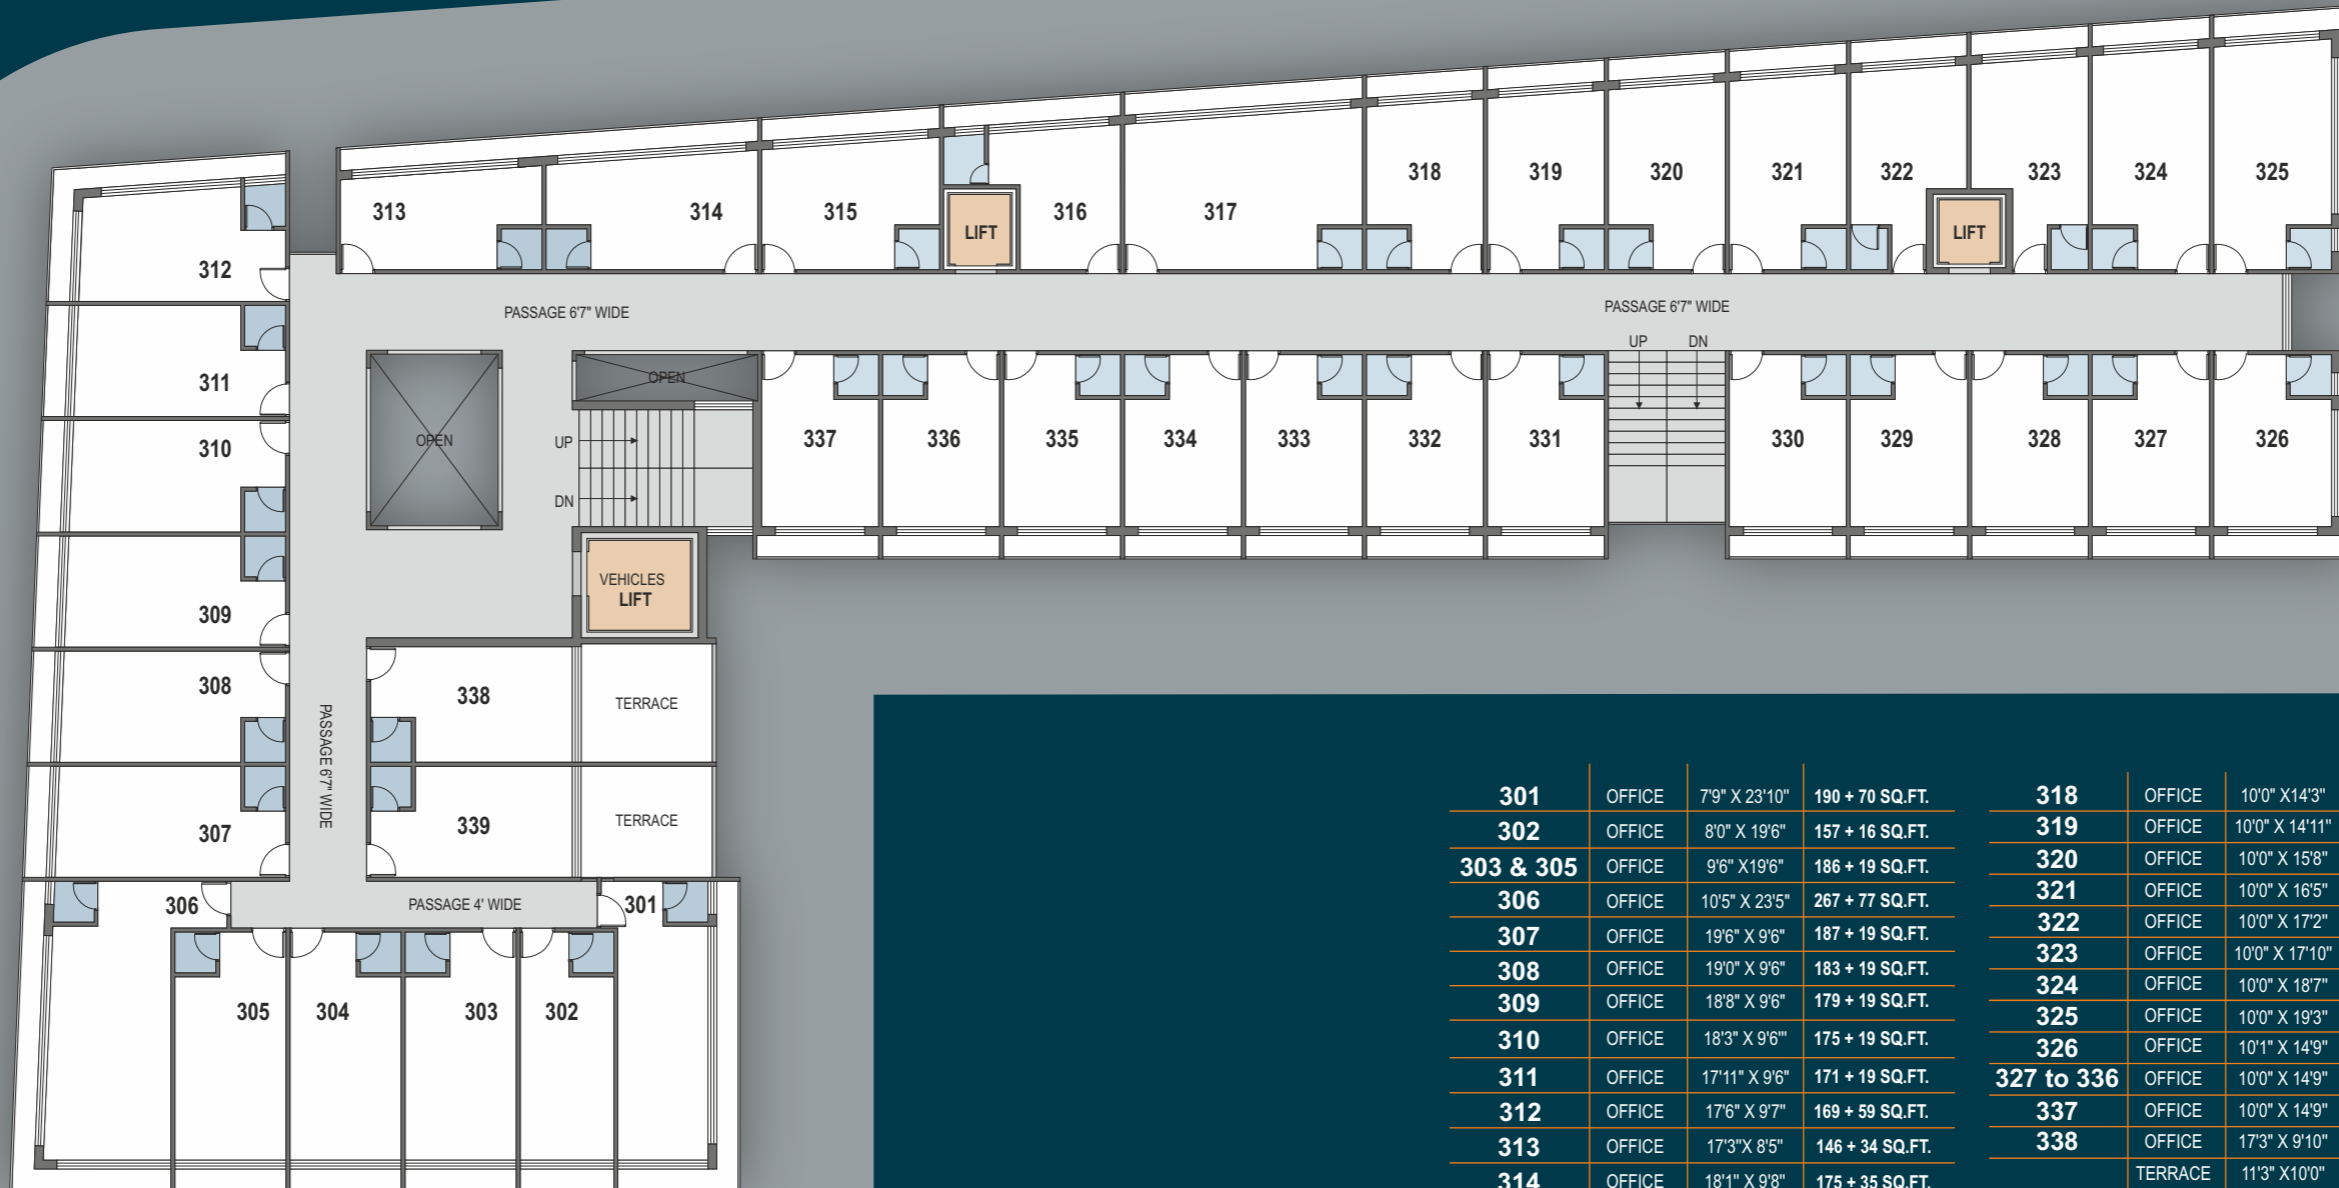 318 319 320 321 322 323 324 325
313 314 315 LIFT 316 317 LIFT
312
PASSAGE 6'7" WIDE PASSAGE 6'7" WIDE
UP DN
311 OPEN
OPEN
310 UP 337 336 335 334 333 332 331 330 329 328 327 326
DN
VEHICLES
LIFT
309
308 338 TERRACE
PASSAGE 6'7" WIDE
307 339 TERRACE
306 PASSAGE 4' WIDE 301
305 304 303 302
301 OFFICE 7'9" X 23'10" 190 + 70 SQ.FT.
302 OFFICE 8'0" X 19'6" 157 + 16 SQ.FT.
303 & 305 OFFICE 9'6" X19'6" 186 + 19 SQ.FT.
306 OFFICE 10'5" X 23'5" 267 + 77 SQ.FT.
307 OFFICE 19'6" X 9'6" 187 + 19 SQ.FT.
308 OFFICE 19'0" X 9'6" 183 + 19 SQ.FT.
309 OFFICE 18'8" X 9'6" 179 + 19 SQ.FT.
310 OFFICE 18'3" X 9'6'" 175 + 19 SQ.FT.
311 OFFICE 17'11" X 9'6" 171 + 19 SQ.FT.
312 OFFICE 17'6" X 9'7" 169 + 59 SQ.FT.
313 OFFICE 17'3"X 8'5" 146 + 34 SQ.FT.
314 OFFICE 18'1" X 9'8" 175 + 35 SQ.FT.
318 OFFICE 10'0" X14'3"
319 OFFICE 10'0" X 14'11"
320 OFFICE 10'0" X 15'8"
321 OFFICE 10'0" X 16'5"
322 OFFICE 10'0" X 17'2"
323 OFFICE 10'0" X 17'10"
324 OFFICE 10'0" X 18'7"
325 OFFICE 10'0" X 19'3"
326 OFFICE 10'1" X 14'9"
327 to 336 OFFICE 10'0" X 14'9"
337 OFFICE 10'0" X 14'9"
338 OFFICE 17'3" X 9'10"
TERRACE 11'3" X10'0"